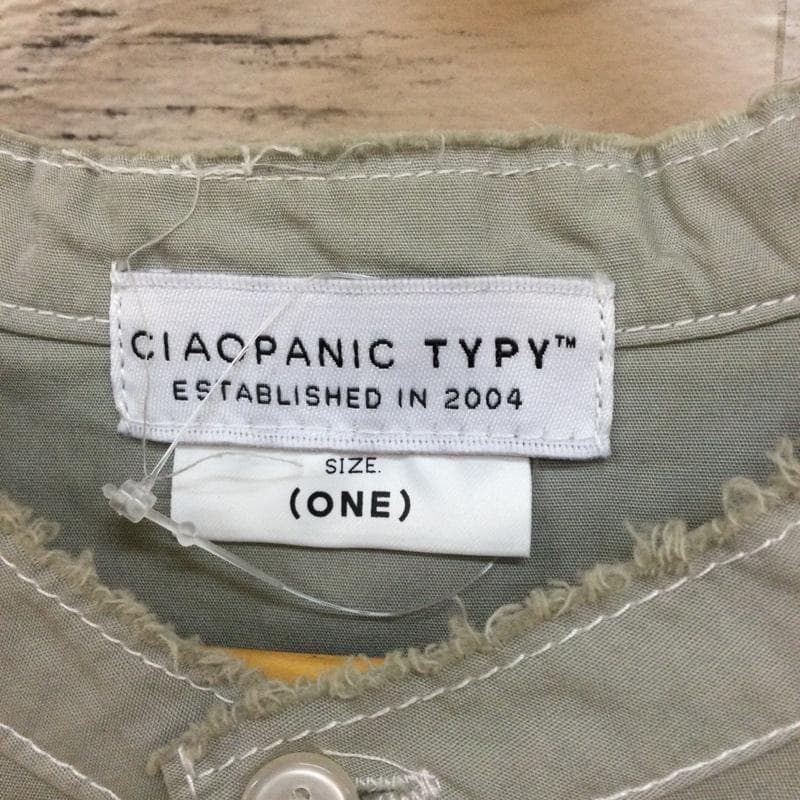 CIAOPANIC TYPY™
ESTABLISHED IN 2004
SIZE.
(ONE)